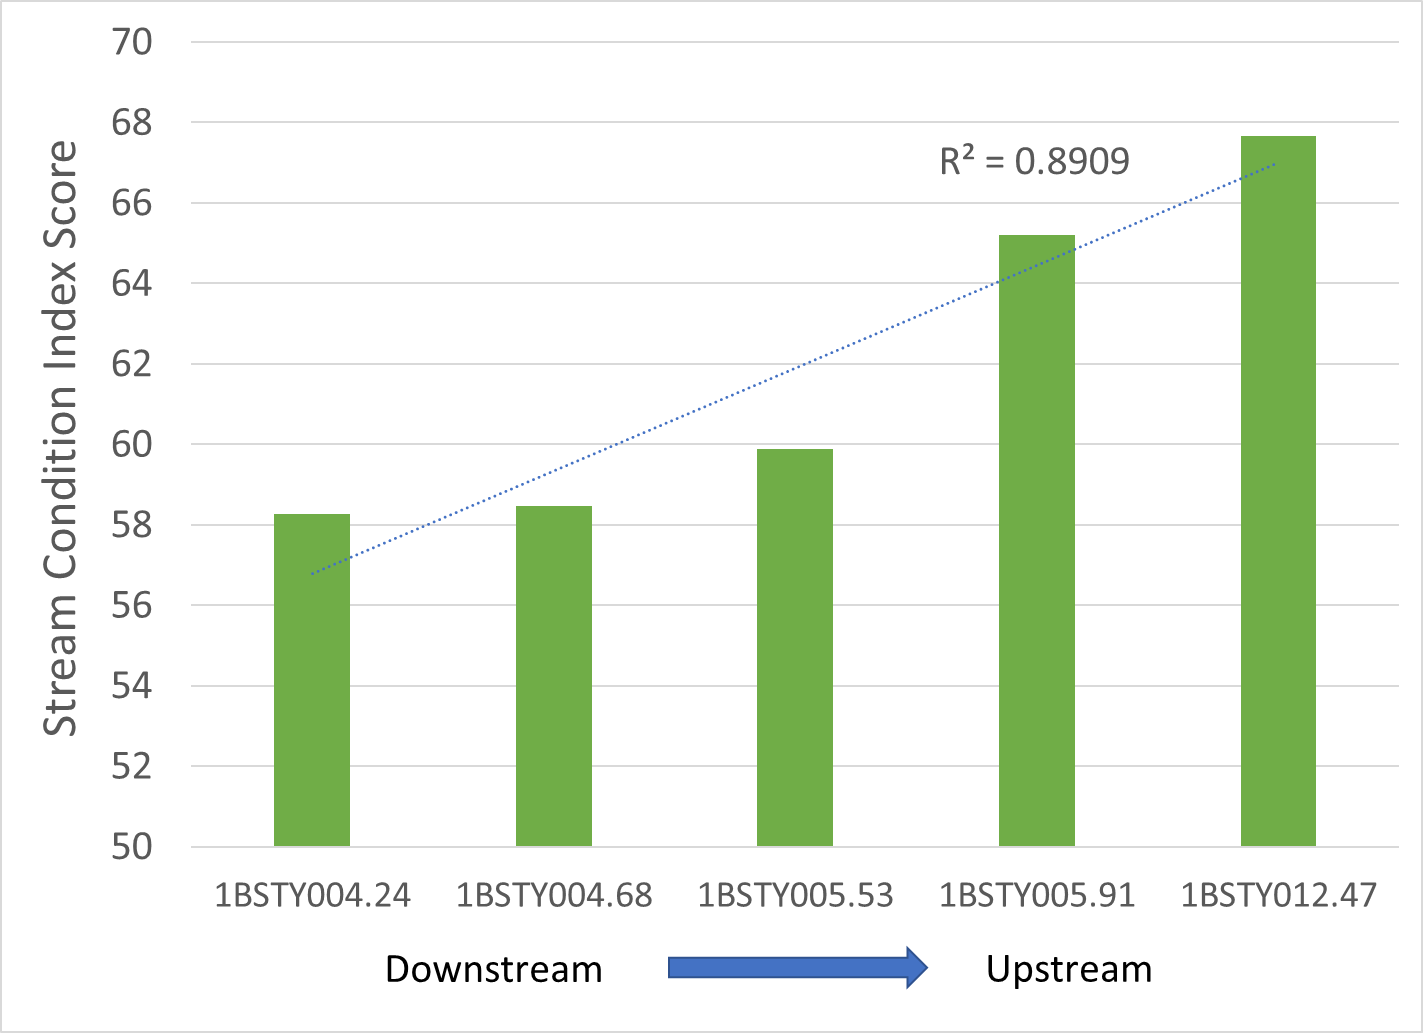 70
68
66
64
62
60
58
56
54
52
50
Stream Condition Index Score
R² = 0.8909
1BSTY004.24 1BSTY004.68 1BSTY005.53 1BSTY005.91 1BSTY012.47
Downstream Upstream